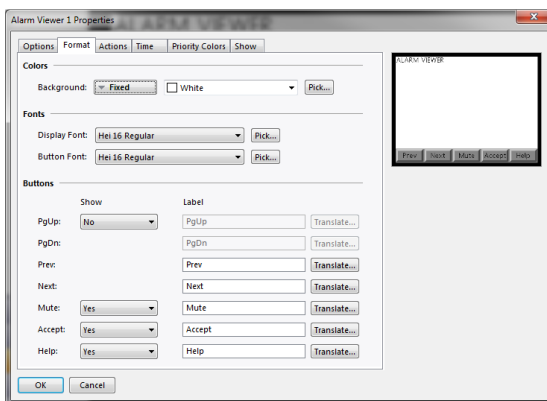 Alarm Viewer 1 Properties
Options Format Actions Time Priority Colors Show
Colors
Background: Fixed White Pick...
Fonts
Display Font: Hei 16 Regular Pick...
Button Font: Hei 16 Regular Pick...
Buttons
Show Label
PgUp: No PgUp Translate...
PgDn: PgDn Translate...
Prev: Prev Translate...
Next: Next Translate...
Mute: Yes Mute Translate...
Accept: Yes Accept Translate...
Help: Yes Help Translate...
OK Cancel
ALARM VIEWER
Prev Next Mute Accept Help